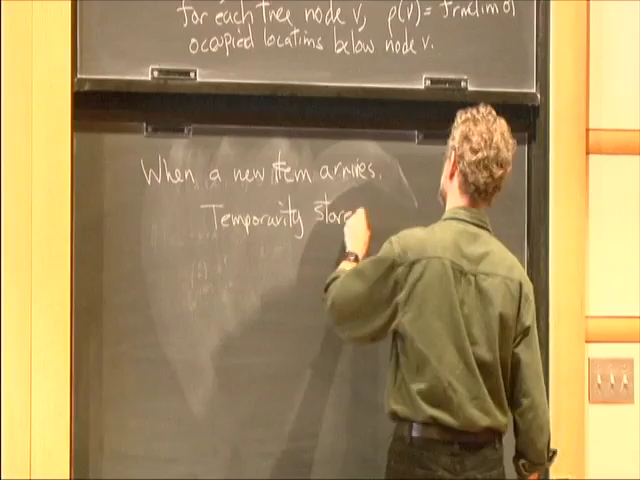 for each tree node v, ρ(v) = fraction of
occupied locations below node v.
When a new item arrives.
Temporarily store